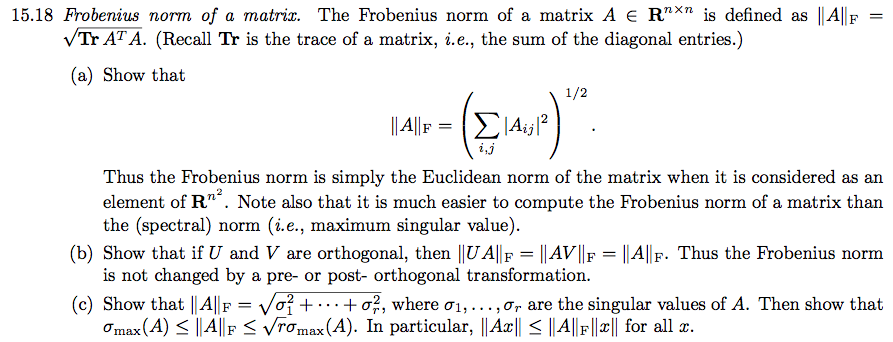 15.18 Frobenius norm of a matrix. The Frobenius norm of a matrix A ∈ R^{n×n} is defined as ‖A‖_F =
√Tr A^T A. (Recall Tr is the trace of a matrix, i.e., the sum of the diagonal entries.)
(a) Show that
‖A‖_F = (∑_{i,j} |A_{ij}|^2)^{1/2}.
Thus the Frobenius norm is simply the Euclidean norm of the matrix when it is considered as an
element of R^{n^2}. Note also that it is much easier to compute the Frobenius norm of a matrix than
the (spectral) norm (i.e., maximum singular value).
(b) Show that if U and V are orthogonal, then ‖UA‖_F = ‖AV‖_F = ‖A‖_F. Thus the Frobenius norm
is not changed by a pre- or post- orthogonal transformation.
(c) Show that ‖A‖_F = √(σ_1^2 + ··· + σ_r^2), where σ_1, . . . , σ_r are the singular values of A. Then show that
σ_max(A) ≤ ‖A‖_F ≤ √r σ_max(A). In particular, ‖Ax‖ ≤ ‖A‖_F‖x‖ for all x.